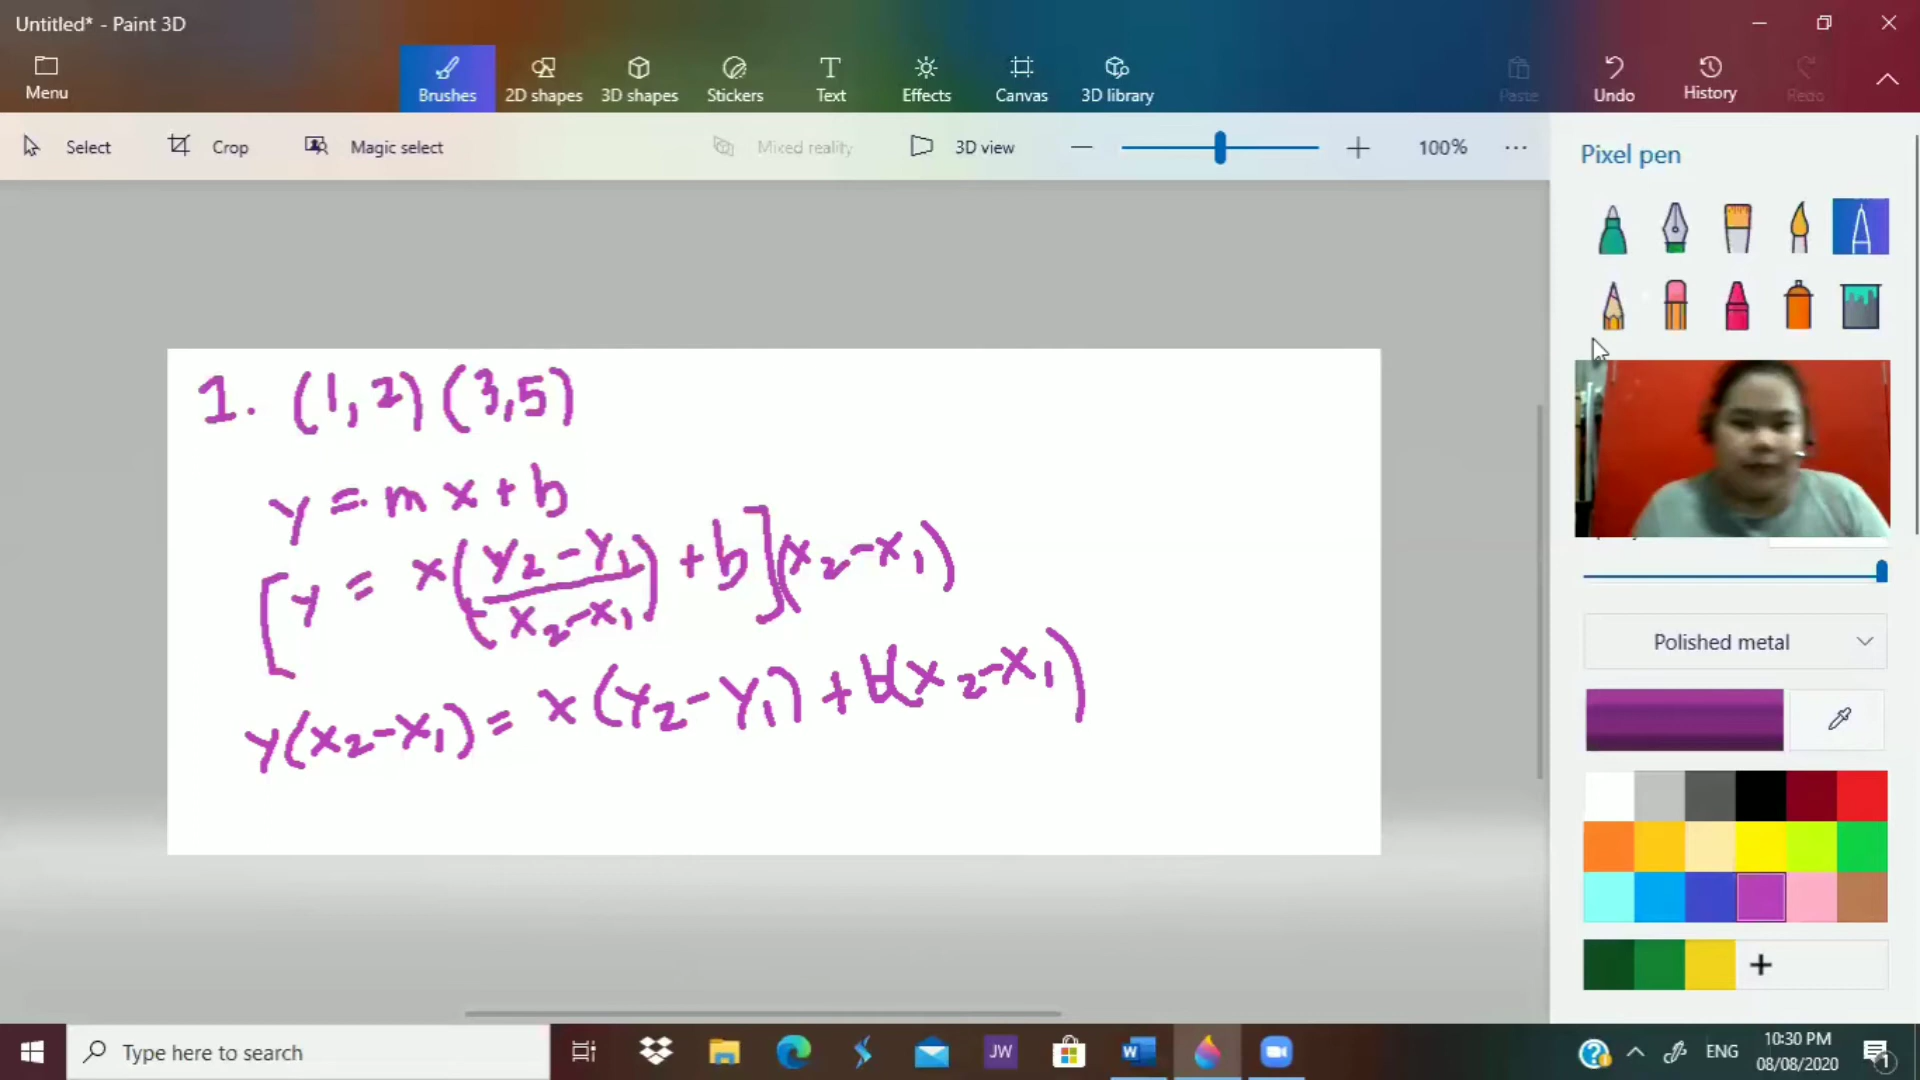 Untitled* - Paint 3D
Menu
Brushes
2D shapes
3D shapes
Stickers
Text
Effects
Canvas
3D library
Paste
Undo
History
Redo
Select
Crop
Magic select
Mixed reality
3D view
100%
Pixel pen
1. (1,2) (3,5)
y = mx + b
[y = x((y₂-y₁)/(x₂-x₁)) + b](x₂-x₁)
y(x₂-x₁) = x(y₂-y₁) + b(x₂-x₁)
Polished metal
Type here to search
JW
W
ENG
10:30 PM
08/08/2020
1